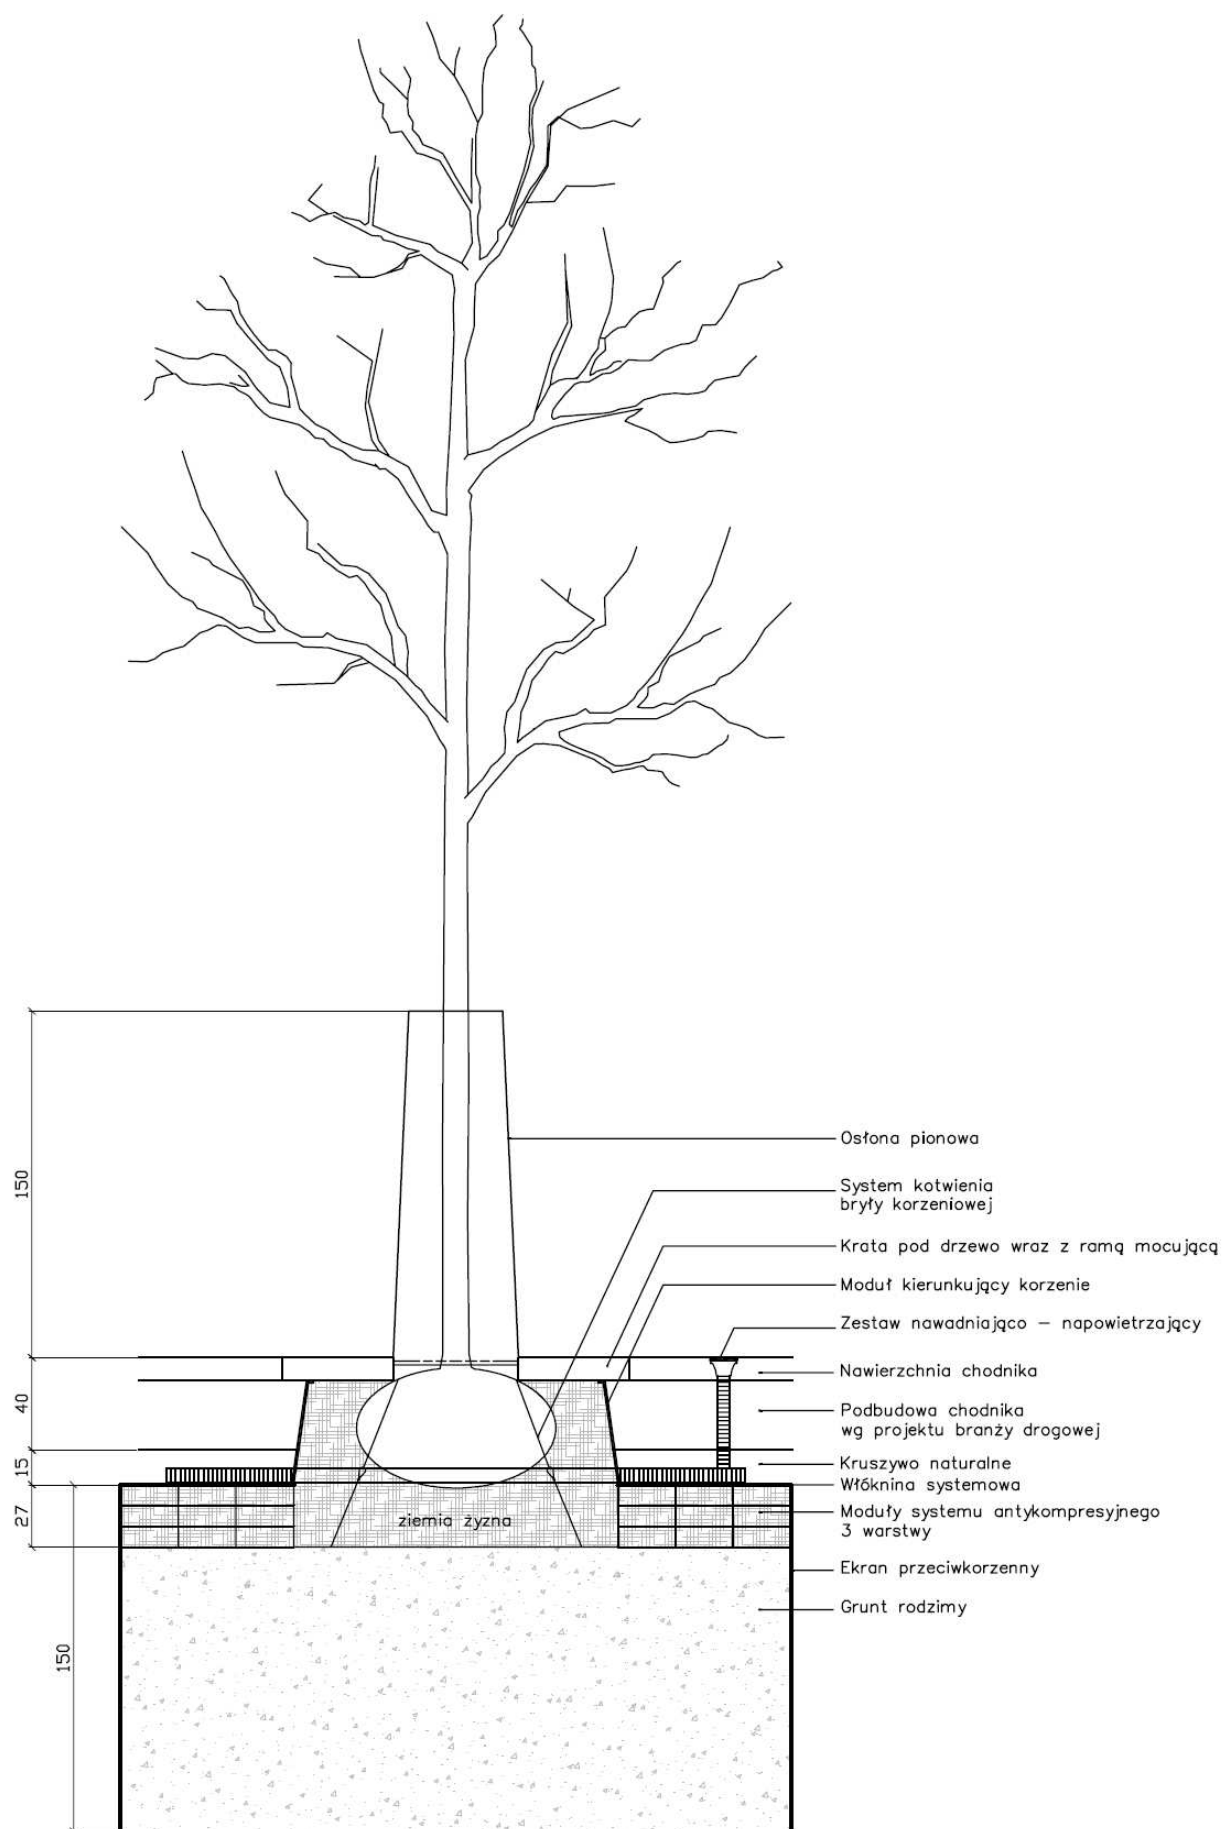 150
Osłona pionowa
System kotwienia
bryły korzeniowej
Krata pod drzewo wraz z ramą mocującą
Moduł kierunkujący korzenie
Zestaw nawadniająco – napowietrzający
Nawierzchnia chodnika
40
Podbudowa chodnika
wg projektu branży drogowej
15
Kruszywo naturalne
Włóknina systemowa
27
Moduły systemu antykompresyjnego
3 warstwy
ziemia żyzna
Ekran przeciwkorzenny
Grunt rodzimy
150